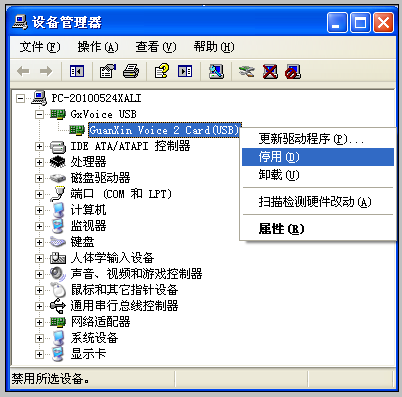 设备管理器
文件(F) 操作(A) 查看(V) 帮助(H)
PC-20100524XALI
GxVoice USB
GuanXin Voice 2 Card(USB)
IDE ATA/ATAPI 控制器
处理器
磁盘驱动器
端口 (COM 和 LPT)
计算机
监视器
键盘
人体学输入设备
声音、视频和游戏控制器
鼠标和其它指针设备
通用串行总线控制器
网络适配器
系统设备
显示卡
更新驱动程序(P)...
停用(D)
卸载(U)
扫描检测硬件改动(A)
属性(R)
禁用所选设备。